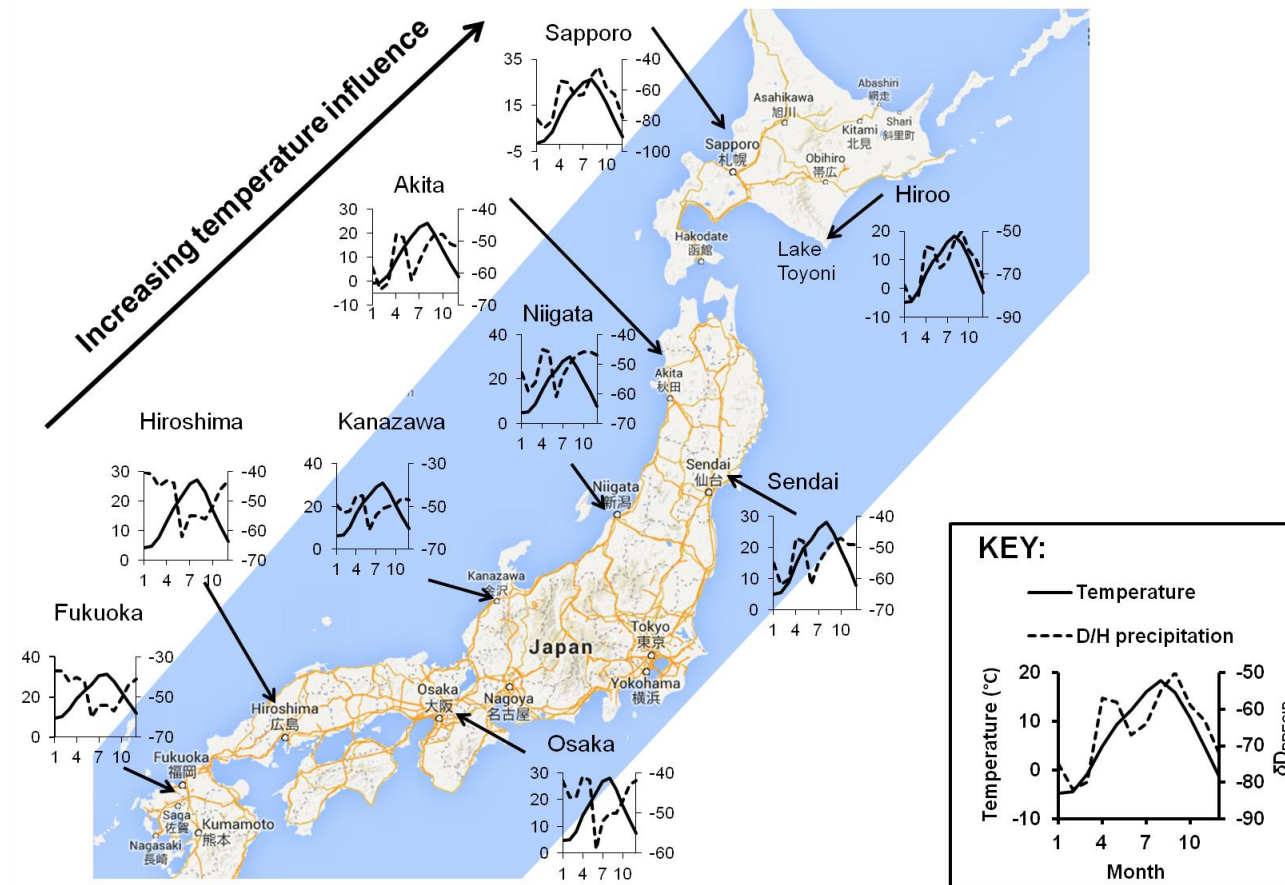 Increasing temperature influence
Sapporo
35
15
-5
-40
-60
-80
-100
1 4 7 10
Asahikawa
旭川
Abashiri
網走
Shari
斜里町
Kitami
北見
Sapporo
札幌
Obihiro
帯広
Hiroo
20
10
0
-10
-50
-70
-90
1 4 7 10
Lake
Toyoni
Hakodate
函館
Akita
30
20
10
0
-10
-40
-50
-60
-70
1 4 7 10
Niigata
40
20
0
-40
-50
-60
-70
1 4 7 10
Akita
秋田
Hiroshima
30
20
10
0
-40
-50
-60
-70
1 4 7 10
Kanazawa
40
20
0
-30
-50
-70
1 4 7 10
Sendai
仙台
Sendai
30
20
10
0
-40
-50
-60
-70
1 4 7 10
Niigata
新潟
Kanazawa
金沢
Fukuoka
40
20
0
-30
-50
-70
1 4 7 10
Japan
Tokyo
東京
Yokohama
横浜
Nagoya
名古屋
Osaka
大阪
Hiroshima
広島
Osaka
30
20
10
0
-40
-50
-60
1 4 7 10
Fukuoka
福岡
Saga
佐賀
Kumamoto
熊本
Nagasaki
長崎
KEY:
Temperature
D/H precipitation
Temperature (°C)
20
10
0
-10
-50
-60
-70
-80
-90
1 4 7 10
Month